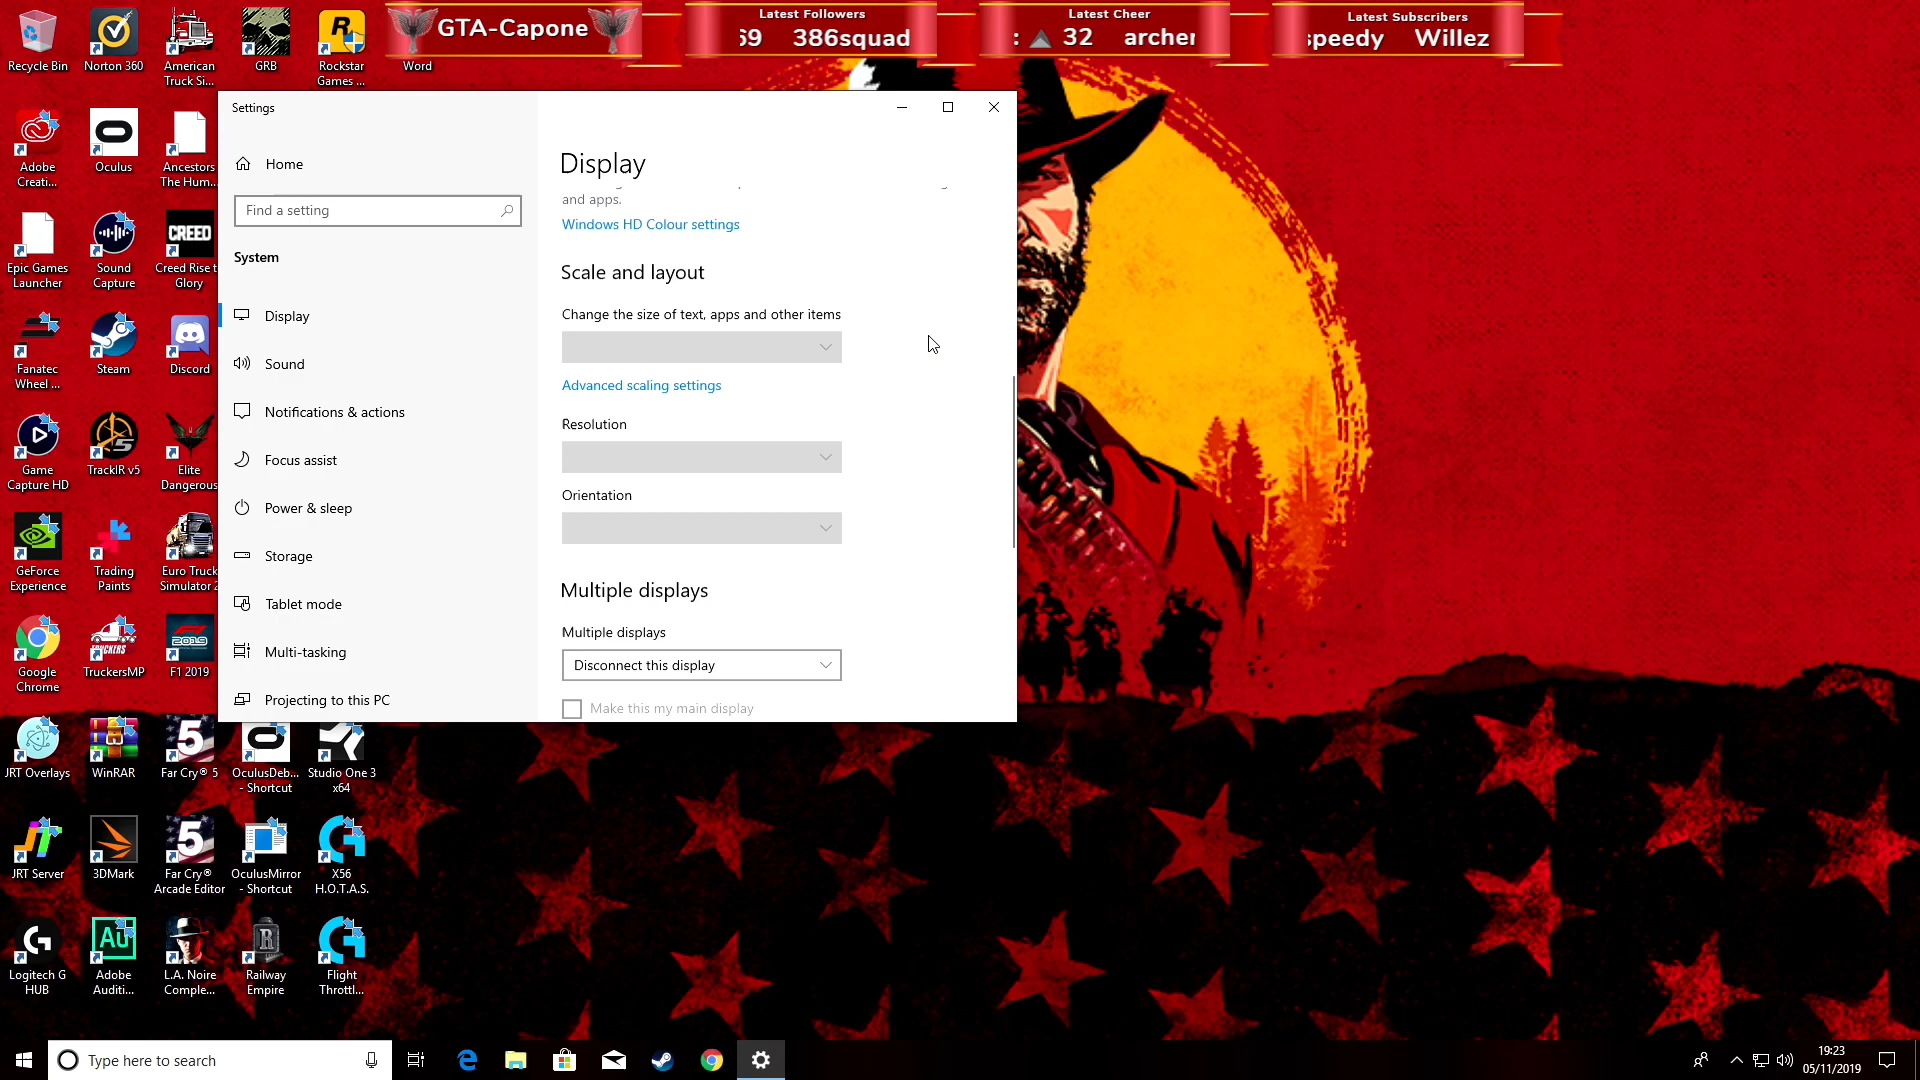 GTA-Capone
Latest Followers
386squad
Latest Cheer
: 32 archer
Latest Subscribers
speedy Willez
Recycle Bin
Norton 360
American
Truck Si...
GRB
Rockstar
Games ...
Word
Adobe
Creati...
Oculus
Ancestors
The Hum...
Epic Games
Launcher
Sound
Capture
CREED
Creed Rise t
Glory
Fanatec
Wheel ...
Steam
Discord
Game
Capture HD
TrackIR v5
Elite
Dangerous
GeForce
Experience
Trading
Paints
Euro Truck
Simulator 2
Google
Chrome
TruckersMP
F1 2019
JRT Overlays
WinRAR
Far Cry® 5
OculusDeb...
- Shortcut
Studio One 3
x64
JRT Server
3DMark
Far Cry®
Arcade Editor
OculusMirror
- Shortcut
X56
H.O.T.A.S.
Logitech G
HUB
Adobe
Auditi...
L.A. Noire
Comple...
Railway
Empire
Flight
Throttl...
Settings
Home
Find a setting
System
Display
Sound
Notifications & actions
Focus assist
Power & sleep
Storage
Tablet mode
Multi-tasking
Projecting to this PC
Display
and apps.
Windows HD Colour settings
Scale and layout
Change the size of text, apps and other items
Advanced scaling settings
Resolution
Orientation
Multiple displays
Multiple displays
Disconnect this display
Make this my main display
Type here to search
19:23
05/11/2019